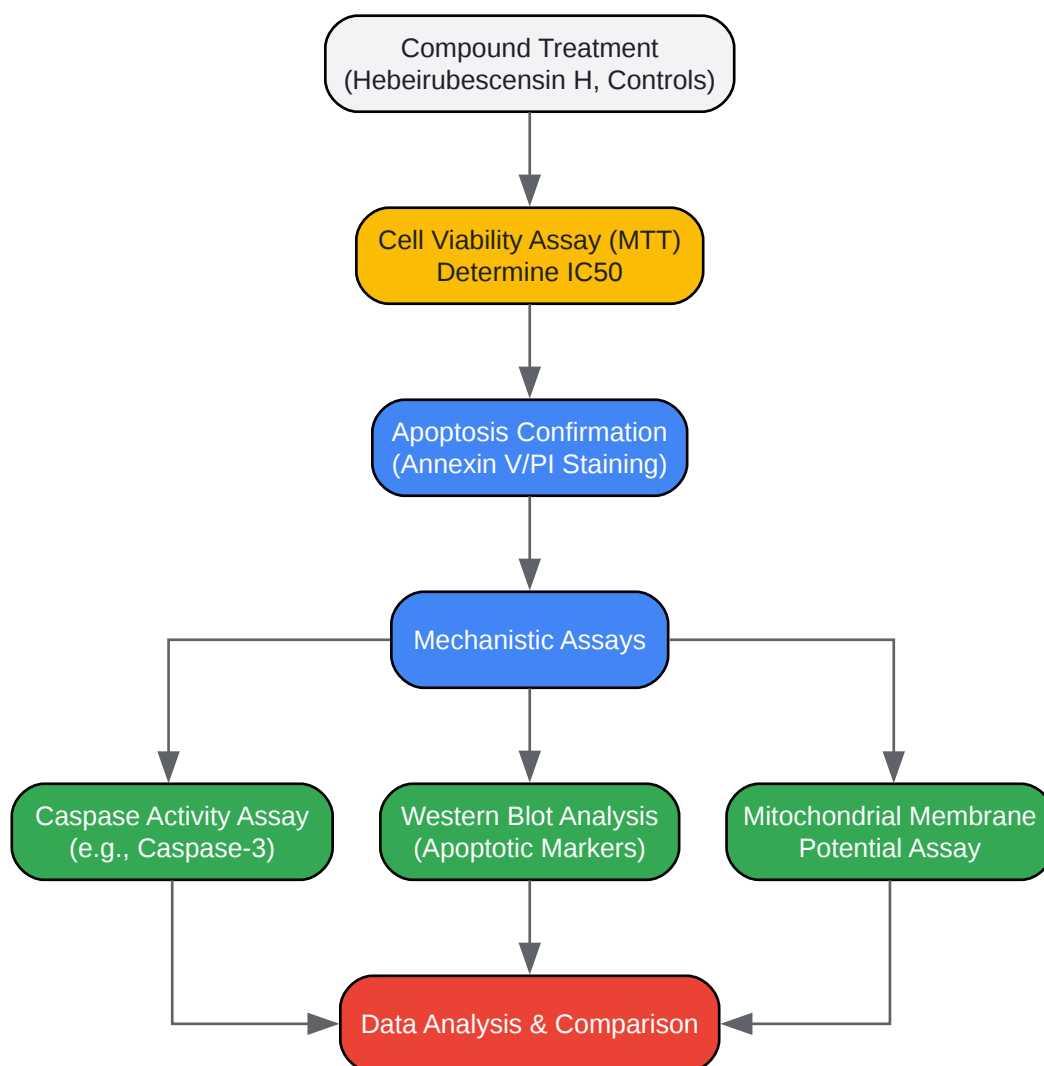 Compound Treatment
(Hebeirubescensin H, Controls)
Cell Viability Assay (MTT)
Determine IC50
Apoptosis Confirmation
(Annexin V/PI Staining)
Mechanistic Assays
Caspase Activity Assay
(e.g., Caspase-3)
Western Blot Analysis
(Apoptotic Markers)
Mitochondrial Membrane
Potential Assay
Data Analysis & Comparison